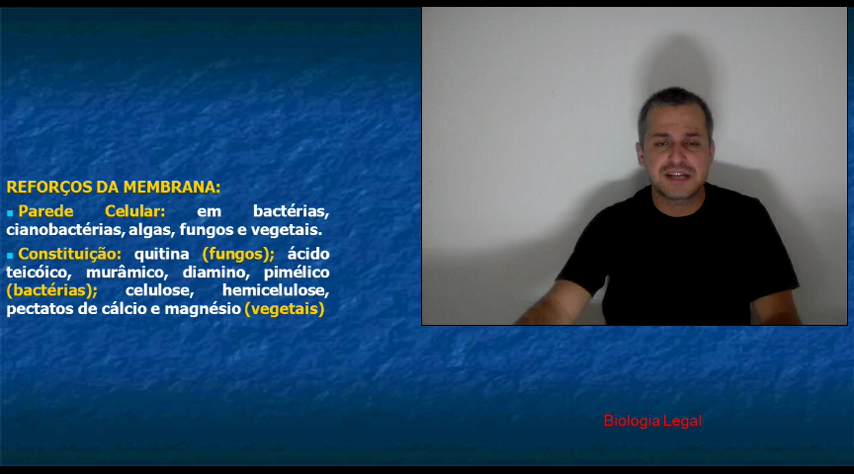 REFORÇOS DA MEMBRANA:
Parede Celular: em bactérias,
cianobactérias, algas, fungos e vegetais.
Constituição: quitina (fungos); ácido
teicóico, murâmico, diamino, pimélico
(bactérias); celulose, hemicelulose,
pectatos de cálcio e magnésio (vegetais)
Biologia Legal